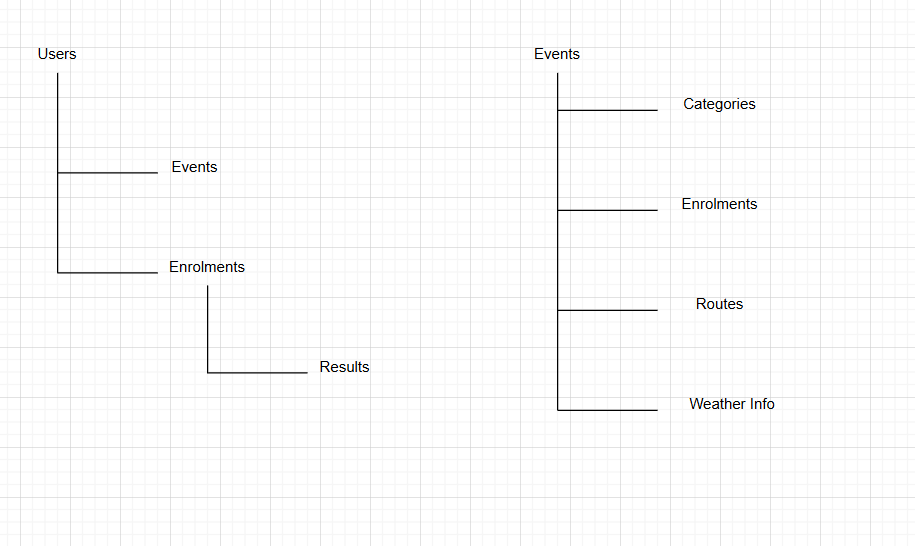 Users
Events
Enrolments
Results
Events
Categories
Enrolments
Routes
Weather Info